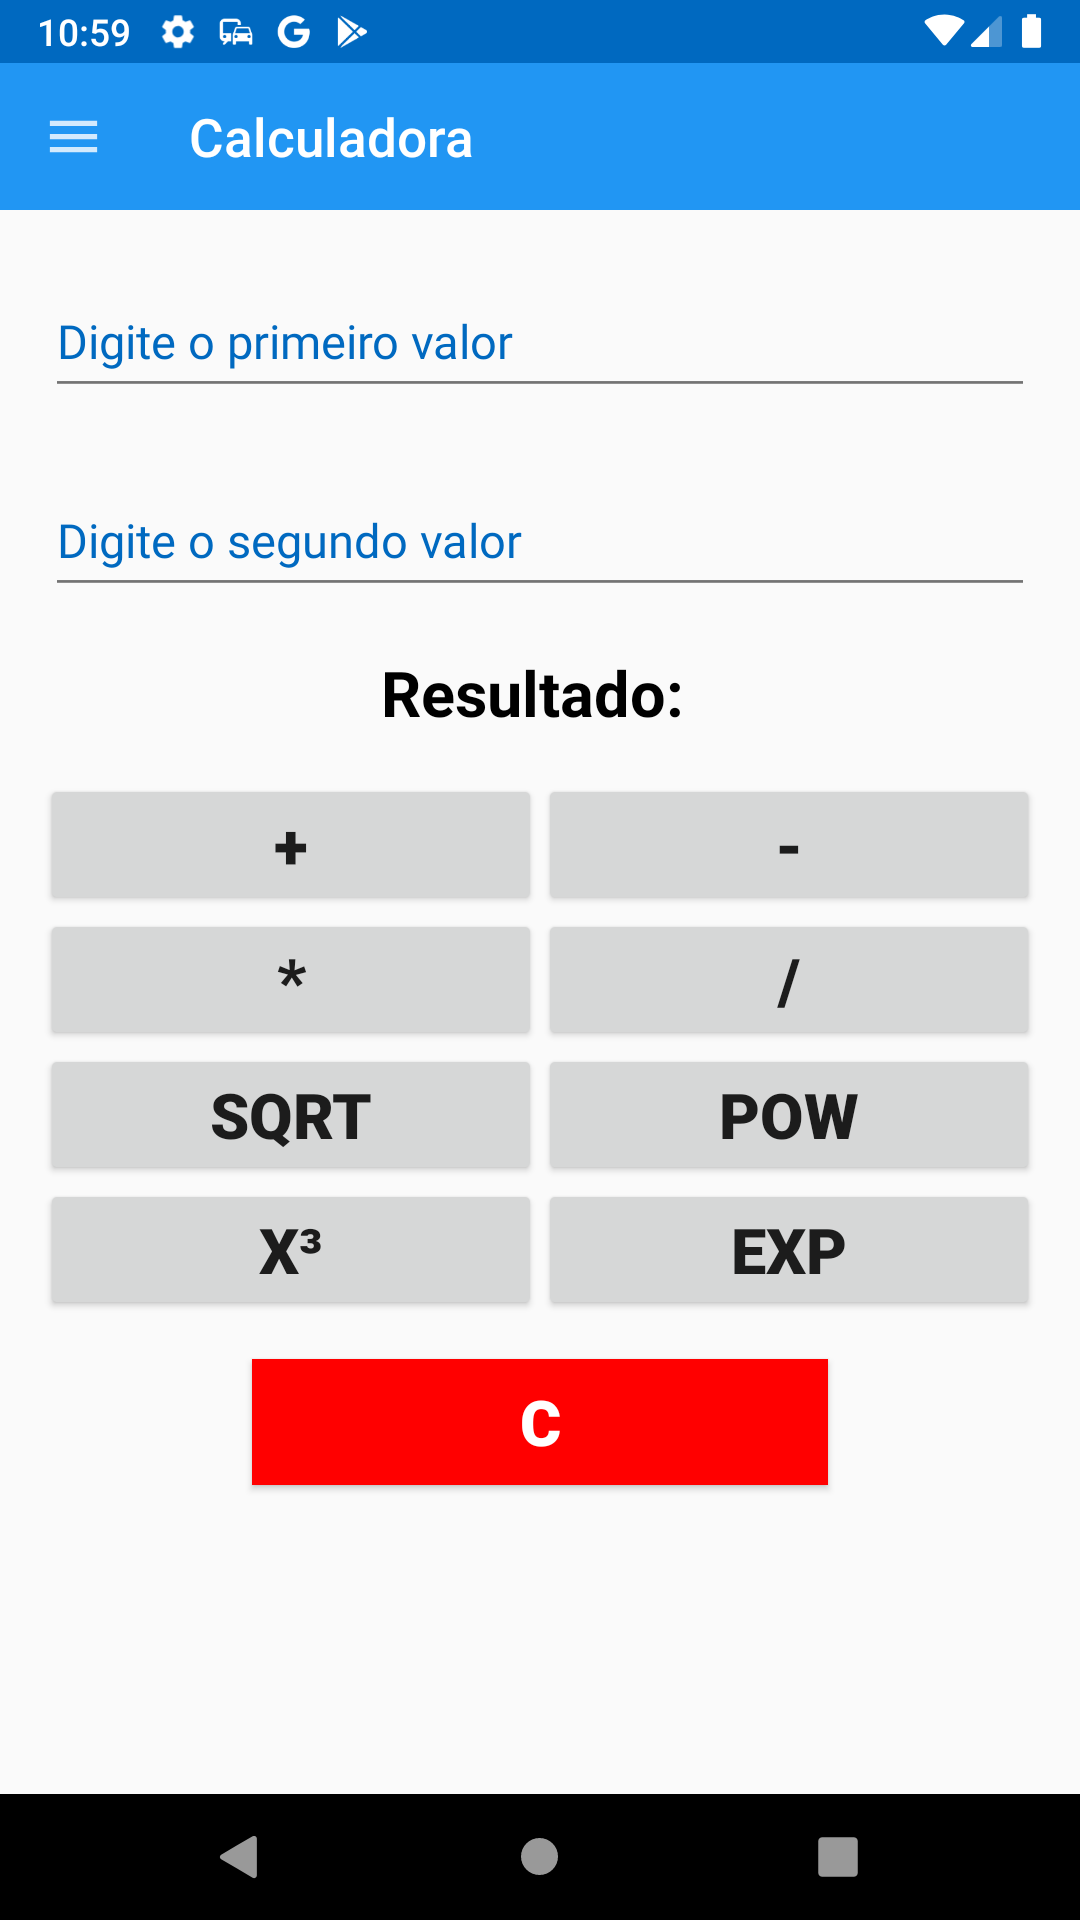 10:59
Calculadora
Digite o primeiro valor
Digite o segundo valor
Resultado:
+ -
* /
SQRT POW
X³ EXP
C